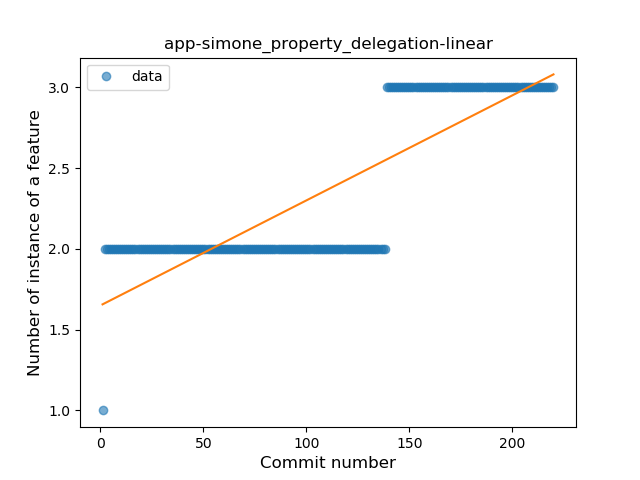 app-simone_property_delegation-linear
data
Number of instance of a feature
3.0
2.5
2.0
1.5
1.0
0
50
100
150
200
Commit number